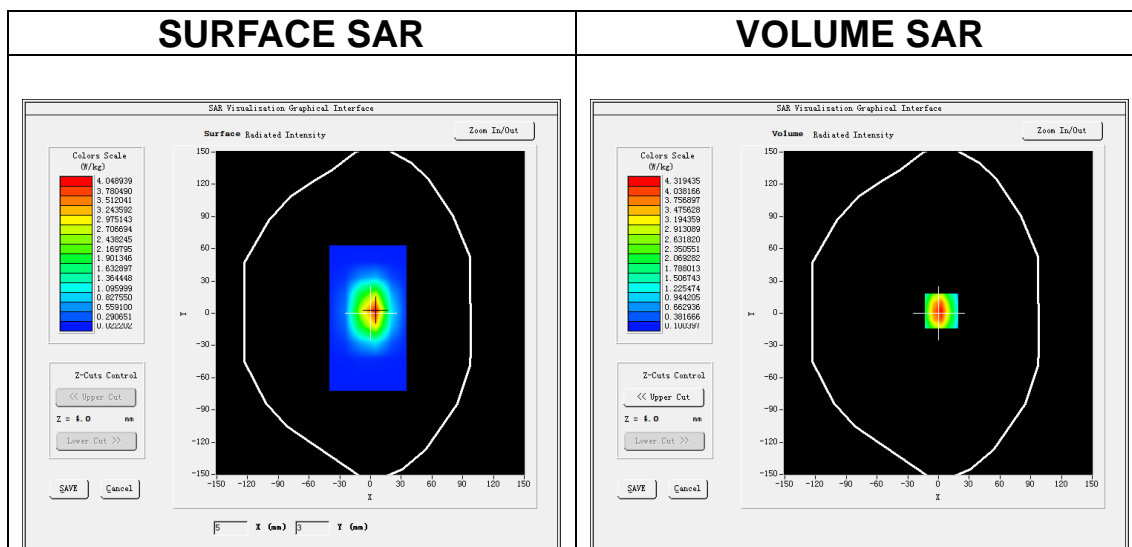 SURFACE SAR
VOLUME SAR
SAR Visualisation Graphical Interface
Surface Radiated Intensity
Zoom In/Out
Colors Scale
(W/kg)
4.048939
3.780490
3.512041
3.243592
2.975143
2.706694
2.438245
2.169795
1.901346
1.632897
1.364448
1.095999
0.827550
0.559100
0.290651
0.022202
Z-Cuts Control
<< Upper Cut
Z = 4.0 mm
Lower Cut >>
SAVE
Cancel
150
120
90
60
30
0
-30
-60
-90
-120
-150
Y
-150 -120 -90 -60 -30 0 30 60 90 120 150
X
5 X (mm) 3 Y (mm)
SAR Visualisation Graphical Interface
Volume Radiated Intensity
Zoom In/Out
Colors Scale
(W/kg)
4.319435
4.038166
3.756897
3.475628
3.194359
2.913089
2.631820
2.350551
2.069282
1.788013
1.506743
1.225474
0.944205
0.662936
0.381666
0.100397
Z-Cuts Control
<< Upper Cut
Z = 4.0 mm
Lower Cut >>
SAVE
Cancel
150
120
90
60
30
0
-30
-60
-90
-120
-150
Y
-150 -120 -90 -60 -30 0 30 60 90 120 150
X